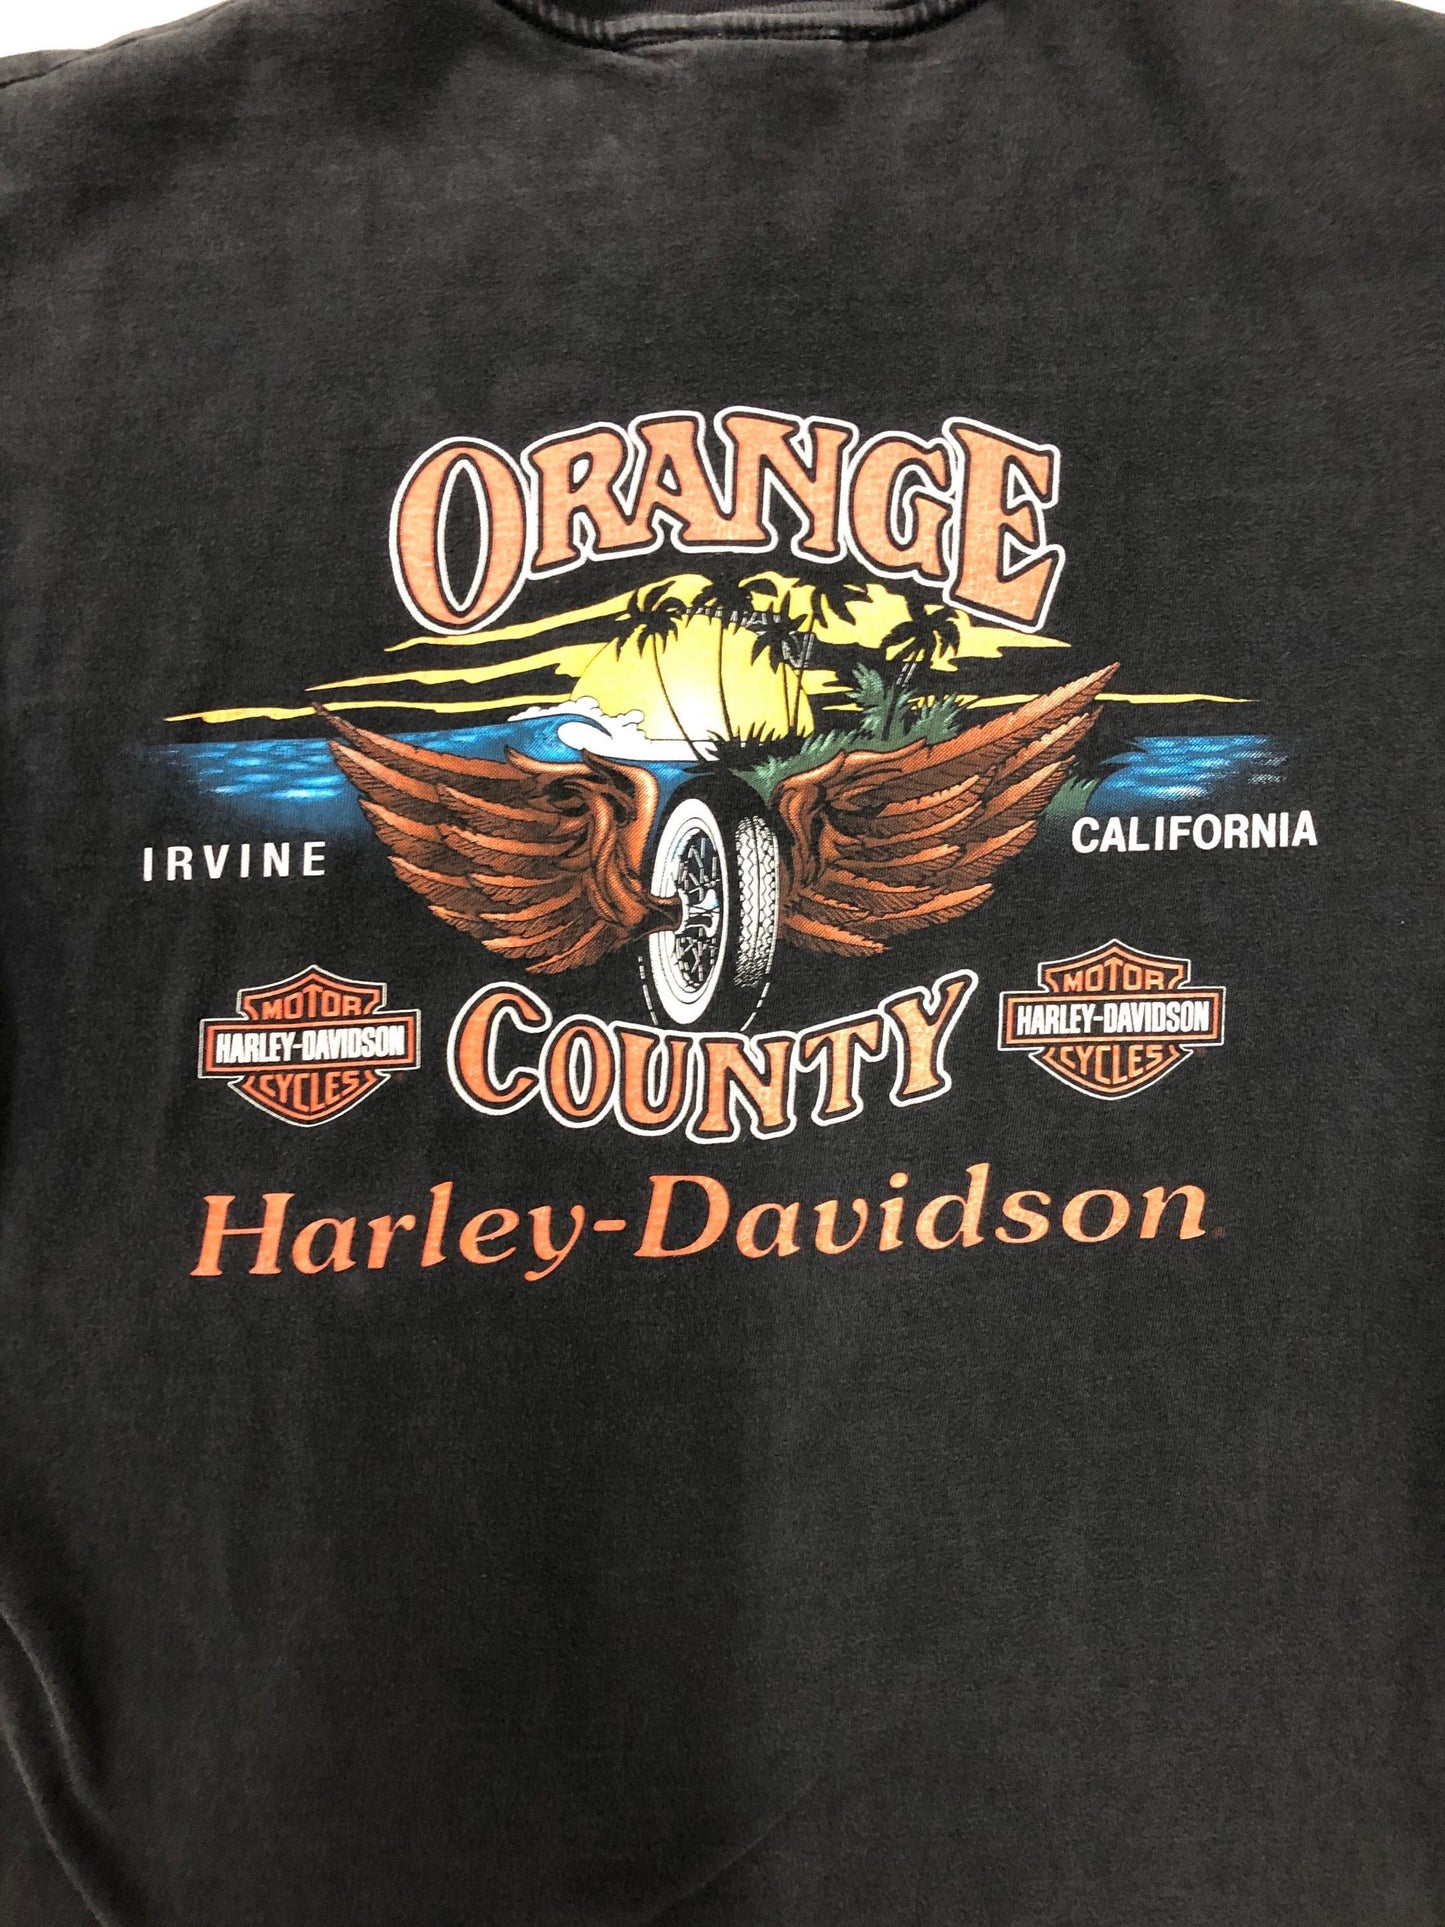 ORANGE
IRVINE
CALIFORNIA
MOTOR
HARLEY-DAVIDSON
CYCLES
COUNTY
MOTOR
HARLEY-DAVIDSON
CYCLES
Harley-Davidson®